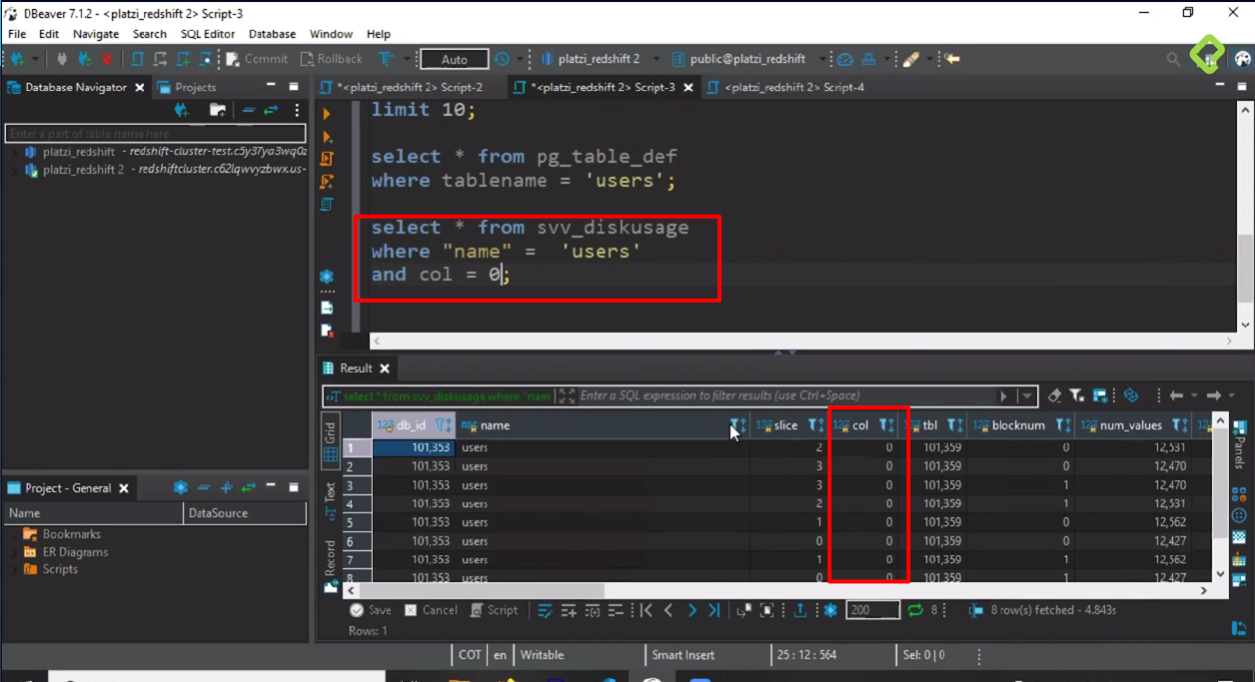 DBeaver 7.1.2 - <platzi_redshift 2> Script-3
File Edit Navigate Search SQL Editor Database Window Help
Commit Rollback Auto platzi_redshift 2 public@platzi_redshift
Database Navigator Projects
*<platzi_redshift 2> Script-2 *<platzi_redshift 2> Script-3 <platzi_redshift 2> Script-4
Enter a part of table name here
platzi_redshift - redshift-cluster-test.c5y37ya3wq0z
platzi_redshift 2 - redshiftcluster.c62lqwvyzbwx.us-
limit 10;
select * from pg_table_def
where tablename = 'users';
select * from svv_diskusage
where "name" = 'users'
and col = 0;
Result
select * from svv_diskusage where "nam Enter a SQL expression to filter results (use Ctrl+Space)
Grid
Text
Record
Panels
123 db_id ABC name 123 slice 123 col 123 tbl 123 blocknum 123 num_values 123
1 101,353 users 2 0 101,359 0 12,531
2 101,353 users 3 0 101,359 0 12,470
3 101,353 users 3 0 101,359 1 12,470
4 101,353 users 2 0 101,359 1 12,531
5 101,353 users 1 0 101,359 0 12,562
6 101,353 users 0 0 101,359 0 12,427
7 101,353 users 1 0 101,359 1 12,562
8 101,353 users 0 0 101,359 1 12,427
Project - General
Name DataSource
Bookmarks
ER Diagrams
Scripts
Save Cancel Script 200 8 8 row(s) fetched - 4.843s
Rows: 1
COT en Writable Smart Insert 25 : 12 : 564 Sel: 0 | 0